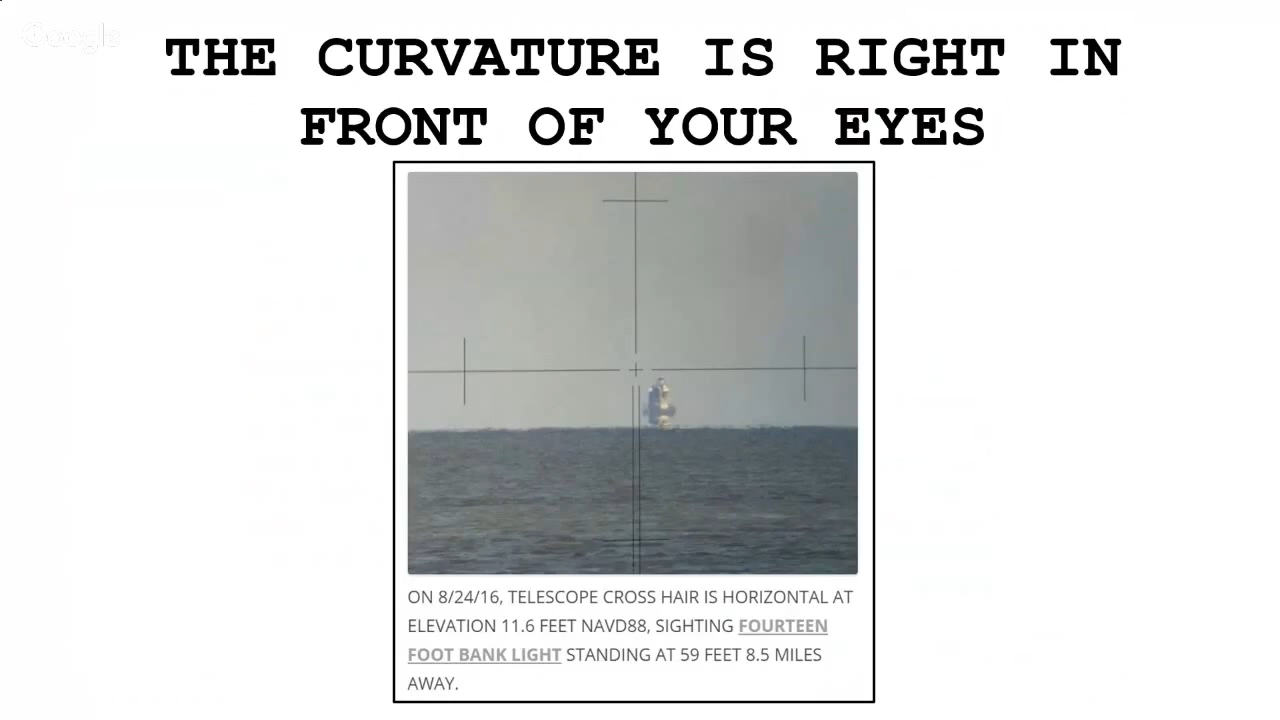 Google
THE CURVATURE IS RIGHT IN
FRONT OF YOUR EYES
ON 8/24/16, TELESCOPE CROSS HAIR IS HORIZONTAL AT
ELEVATION 11.6 FEET NAVD88, SIGHTING FOURTEEN
FOOT BANK LIGHT STANDING AT 59 FEET 8.5 MILES
AWAY.